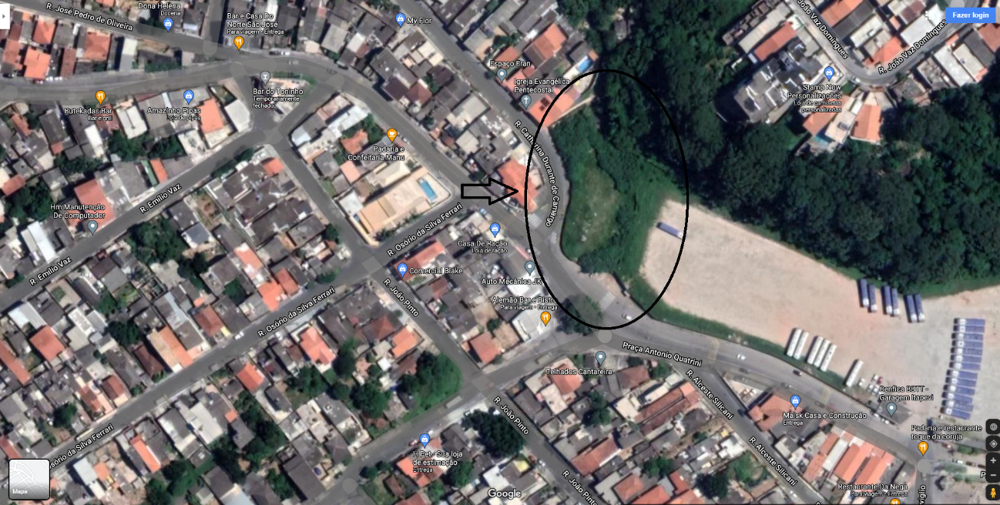 R. José Pedro de Oliveira
Dona Helena
Doceria
Bar e Casa Do
Norte São José
Para viagem - Entrega
My Flor
João Vaz Domingues
R. João Vaz Domingues
Fazer login
Espaço Fran
Igreja Evangélica
Pentecostal
Stamp Now
Personalizações
Loja de camisetas
personalizadas
Butekadas Bar
Bar e grill
Amazinho Pipas
Loja de pipas
Bar do Toninho
Temporariamente
fechado.
Padaria e
Confeitaria Manu
R. Catharina Durante de Camargo
R. Emílio Vaz
Hm Manutenção
De Computador
R. Osório da Silva Ferrari
Casa De Ração
Loja de ração
R. Emílio Vaz
Comercial Blake
Auto Mecânica JK
R. João Pinto
Alemão Bar e Bistrô
Para viagem - Entrega
R. Osório da Silva Ferrari
Praça Antonio Quatrini
Telhados Cantareira
R. Alceste Silicani
Benfica BBTT -
Garagem Itapevi
Maisk Casa e Construção
Entrega
R. João Pinto
Padaria e restaurante
toque da coruja
R. Alceste Silicani
Osório da Silva Ferrari
H Pet - Sua loja
de estimação
Entrega
R. João Pinto
Mapa
Google
Restaurante Da Nega
Para viagem - Entrega